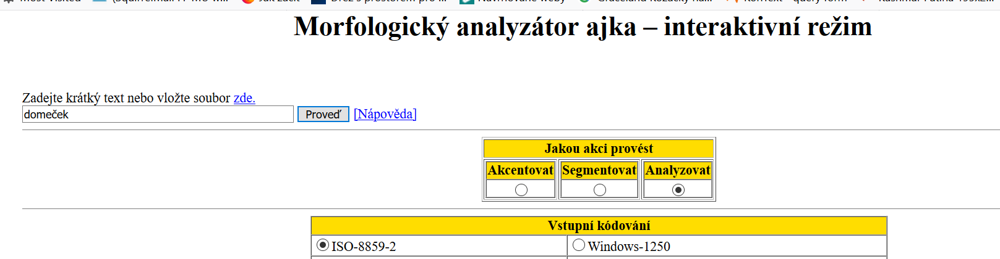 Morfologický analyzátor ajka – interaktivní režim
Zadejte krátký text nebo vložte soubor zde.
domeček Proveď [Nápověda]
Jakou akci provést
Akcentovat Segmentovat Analyzovat
Vstupní kódování
ISO-8859-2 Windows-1250